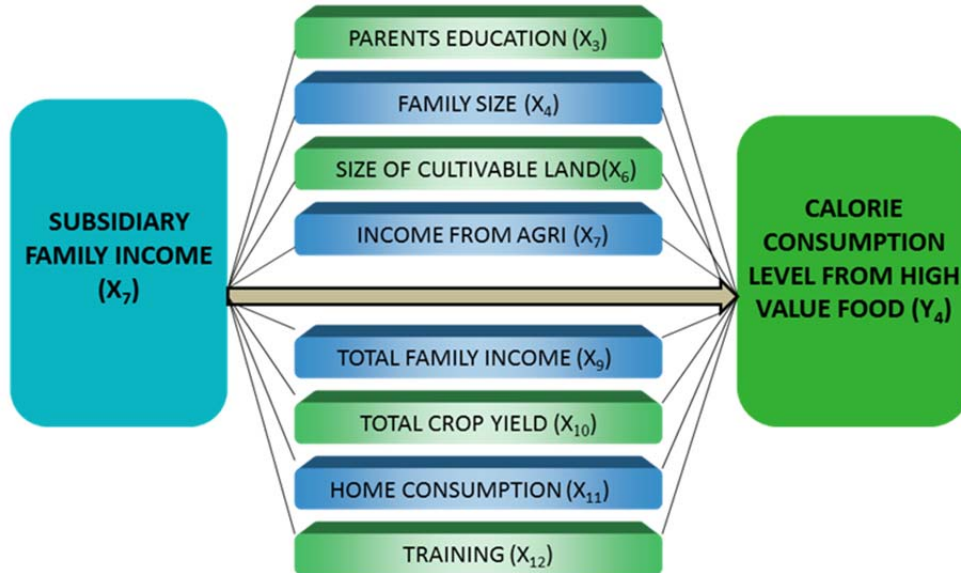 SUBSIDIARY
FAMILY INCOME
(X₇)
PARENTS EDUCATION (X₃)
FAMILY SIZE (X₄)
SIZE OF CULTIVABLE LAND(X₆)
INCOME FROM AGRI (X₇)
TOTAL FAMILY INCOME (X₉)
TOTAL CROP YIELD (X₁₀)
HOME CONSUMPTION (X₁₁)
TRAINING (X₁₂)
CALORIE
CONSUMPTION
LEVEL FROM HIGH
VALUE FOOD (Y₄)